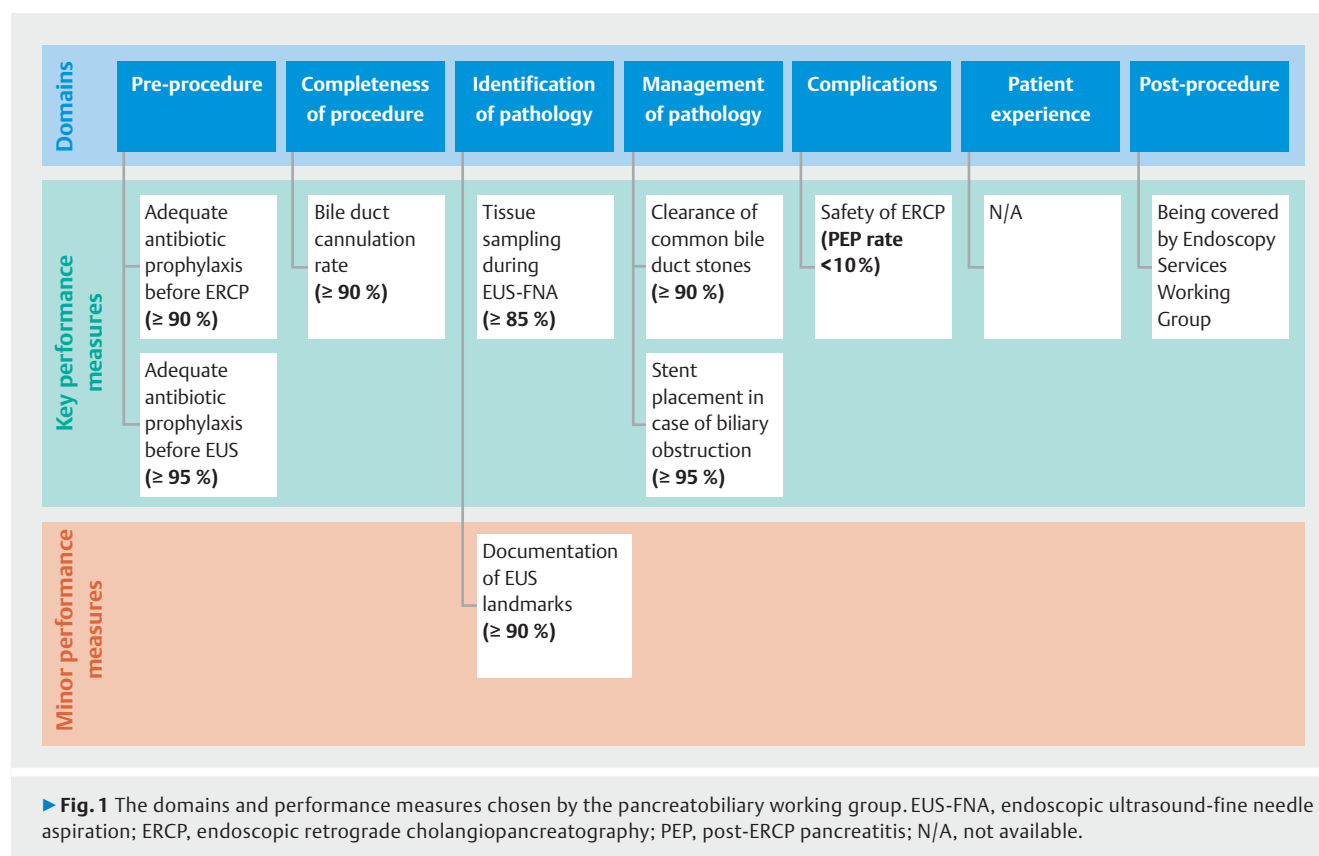 Domains
Pre-procedure
Completeness
of procedure
Identification
of pathology
Management
of pathology
Complications
Patient
experience
Post-procedure
Key performance
measures
Adequate
antibiotic
prophylaxis
before ERCP
(≥ 90 %)
Adequate
antibiotic
prophylaxis
before EUS
(≥ 95 %)
Bile duct
cannulation
rate
(≥ 90 %)
Tissue
sampling
during
EUS-FNA
(≥ 85 %)
Clearance of
common bile
duct stones
(≥ 90 %)
Stent
placement in
case of biliary
obstruction
(≥ 95 %)
Safety of ERCP
(PEP rate
<10 %)
N/A
Being covered
by Endoscopy
Services
Working
Group
Minor performance
measures
Documentation
of EUS
landmarks
(≥ 90 %)
►Fig. 1 The domains and performance measures chosen by the pancreatobiliary working group. EUS-FNA, endoscopic ultrasound-fine needle
aspiration; ERCP, endoscopic retrograde cholangiopancreatography; PEP, post-ERCP pancreatitis; N/A, not available.